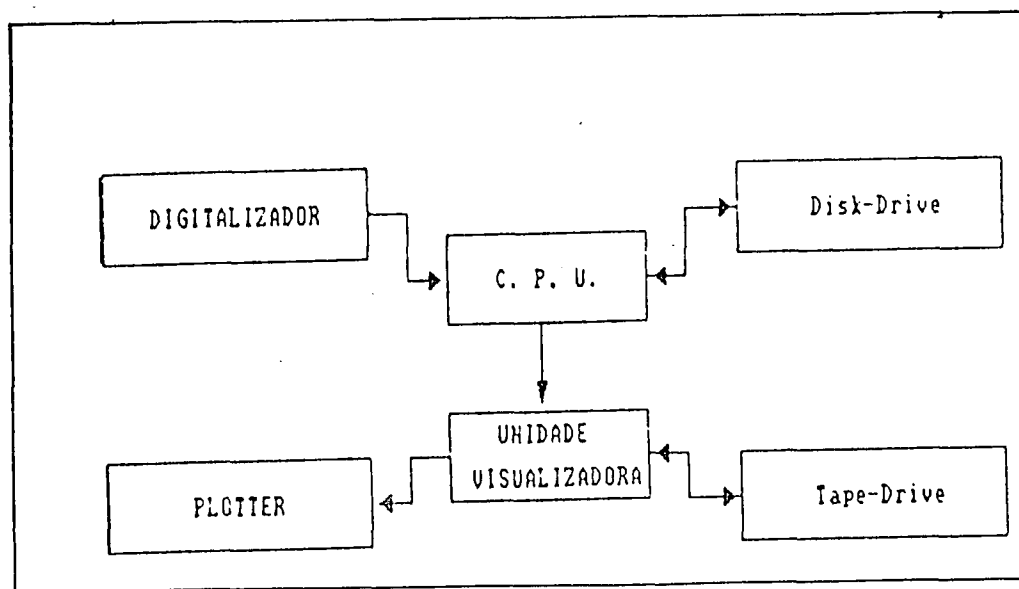 DIGITALIZADOR
Disk-Drive
C. P. U.
UNIDADE
VISUALIZADORA
PLOTTER
Tape-Drive